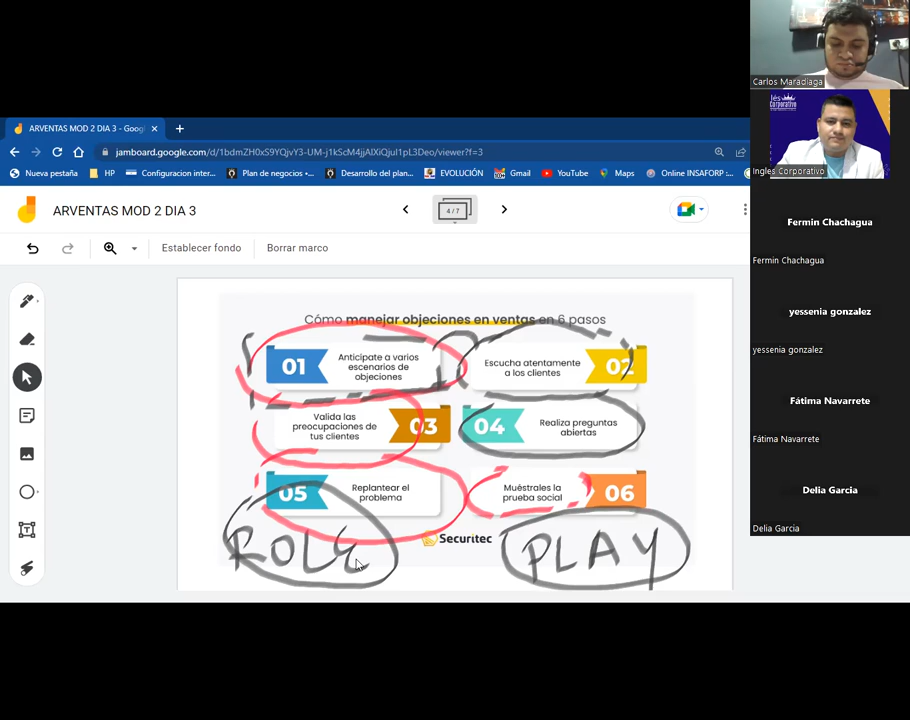 ARVENTAS MOD 2 DIA 3 - Goog
jamboard.google.com/d/1bdmZH0xS9YQjvY3-UM-j1kScM4jjAIXiQjuI1pL3Deo/viewer?f=3
Nueva pestaña
HP
Configuracion inter...
Plan de negocios •...
Desarrollo del plan...
EVOLUCIÓN
Gmail
YouTube
Maps
Online INSAFORP :...
ARVENTAS MOD 2 DIA 3
4 / 7
Establecer fondo
Borrar marco
Cómo manejar objeciones en ventas en 6 pasos
01
Anticípate a varios
escenarios de
objeciones
Escucha atentamente
a los clientes
02
Valida las
preocupaciones de
tus clientes
03
04
Realiza preguntas
abiertas
05
Replantear el
problema
Muéstrales la
prueba social
06
Securitec
ROLE
PLAY
Carlos Maradiaga
Inés
Corporativo
Ingles Corporativo
Fermin Chachagua
Fermin Chachagua
yessenia gonzalez
yessenia gonzalez
Fátima Navarrete
Fátima Navarrete
Delia Garcia
Delia Garcia